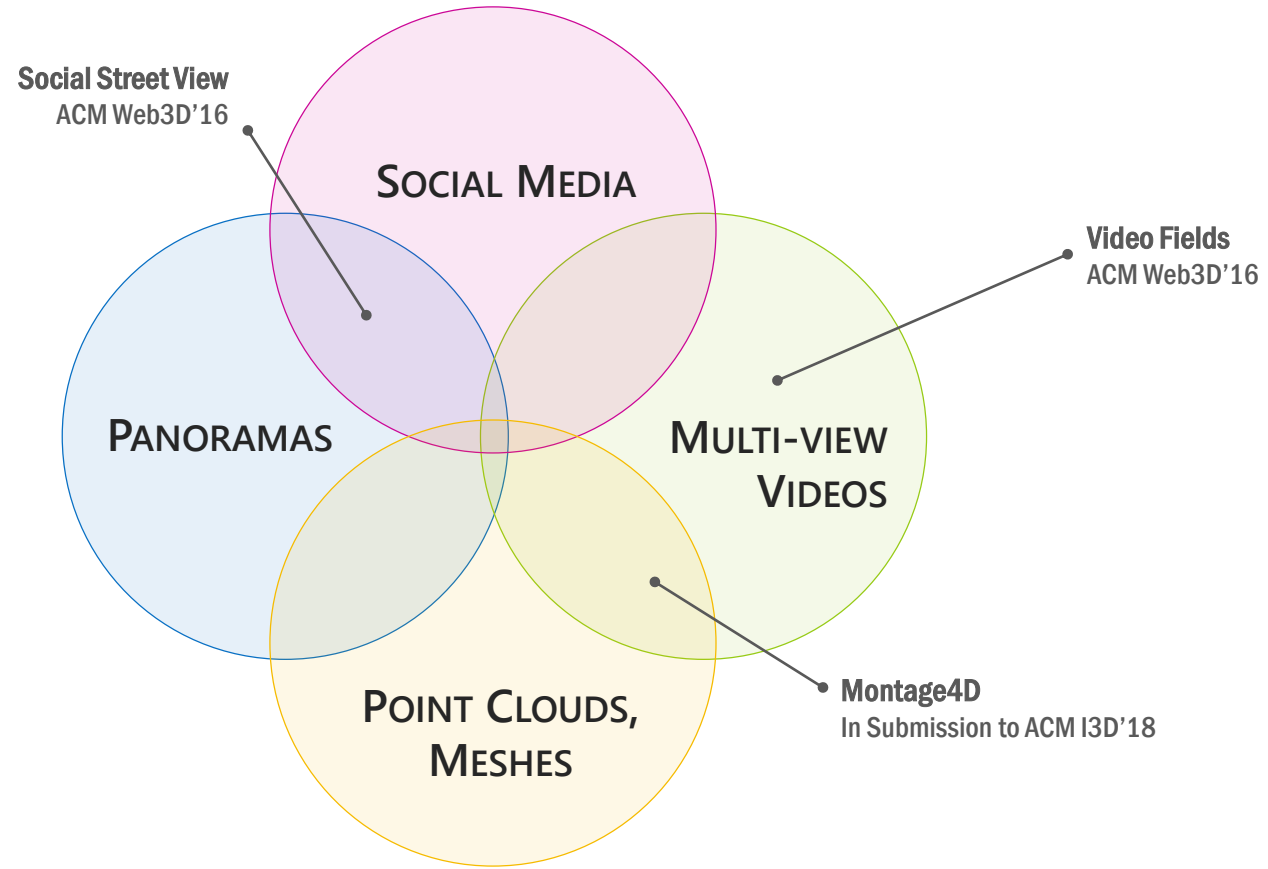 Social Street View
ACM Web3D’16
SOCIAL MEDIA
Video Fields
ACM Web3D’16
PANORAMAS
MULTI-VIEW
VIDEOS
Montage4D
In Submission to ACM I3D’18
POINT CLOUDS,
MESHES